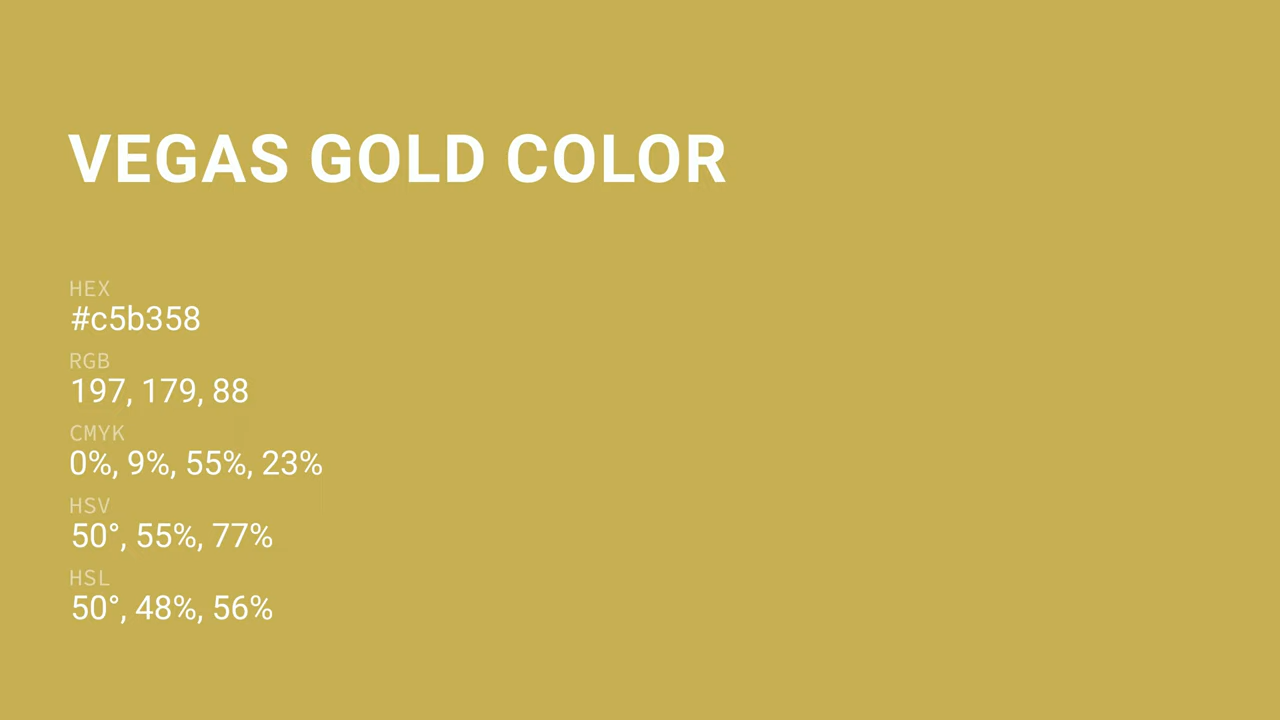 VEGAS GOLD COLOR
HEX
#c5b358
RGB
197, 179, 88
CMYK
0%, 9%, 55%, 23%
HSV
50°, 55%, 77%
HSL
50°, 48%, 56%